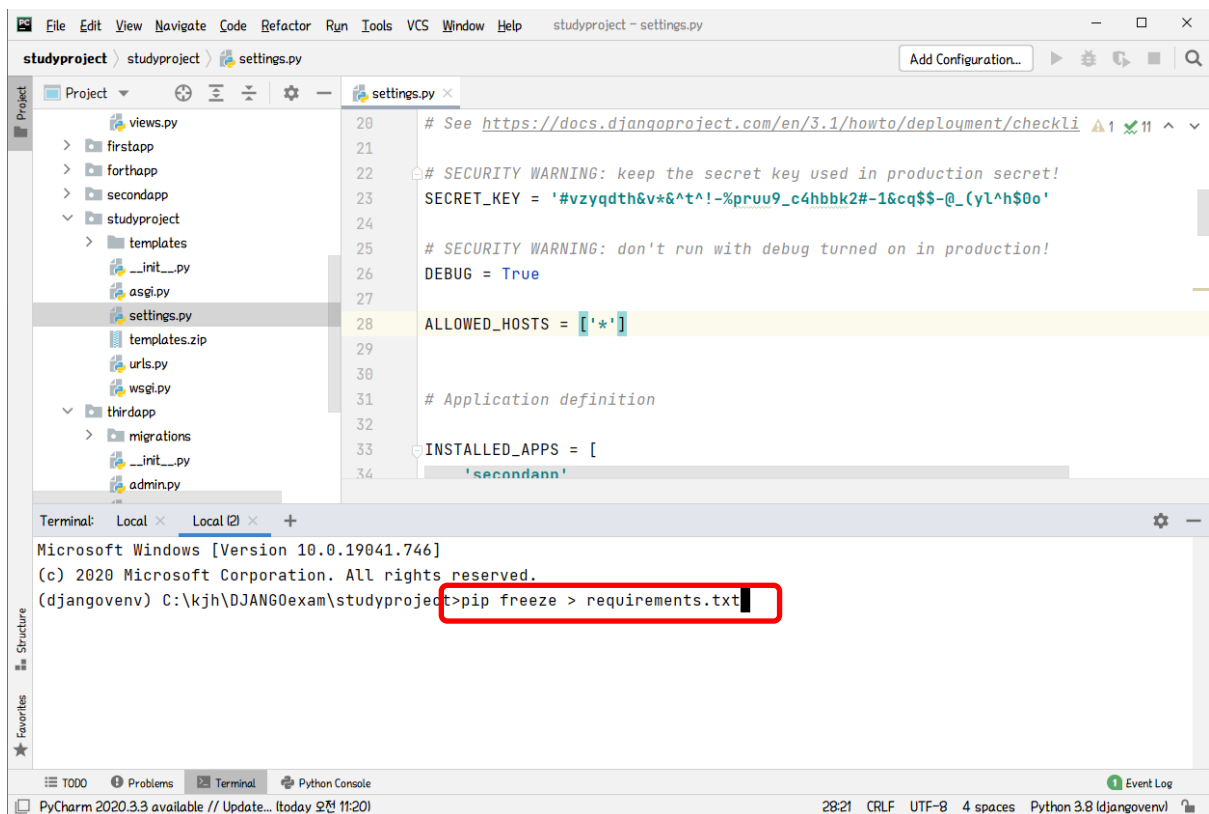 PC File Edit View Navigate Code Refactor Run Tools VCS Window Help studyproject - settings.py
studyproject studyproject settings.py Add Configuration...
Project settings.py
Project
views.py
firstapp
forthapp
secondapp
studyproject
templates
__init__.py
asgi.py
settings.py
templates.zip
urls.py
wsgi.py
thirdapp
migrations
__init__.py
admin.py
1 11
20 # See https://docs.djangoproject.com/en/3.1/howto/deployment/checkli
21
22 # SECURITY WARNING: keep the secret key used in production secret!
23 SECRET_KEY = '#vzyqdth&v*&^t^!-%pruu9_c4hbbk2#-1&cq$$-@_(yl^h$0o'
24
25 # SECURITY WARNING: don't run with debug turned on in production!
26 DEBUG = True
27
28 ALLOWED_HOSTS = ['*']
29
30
31 # Application definition
32
33 INSTALLED_APPS = [
34 'secondapp'
Terminal: Local Local (2) +
Microsoft Windows [Version 10.0.19041.746]
(c) 2020 Microsoft Corporation. All rights reserved.
(djangovenv) C:\kjh\DJANGOexam\studyproject>pip freeze > requirements.txt
Structure
Favorites
TODO Problems Terminal Python Console 1 Event Log
PyCharm 2020.3.3 available // Update... (today 오전 11:20) 28:21 CRLF UTF-8 4 spaces Python 3.8 (djangovenv)